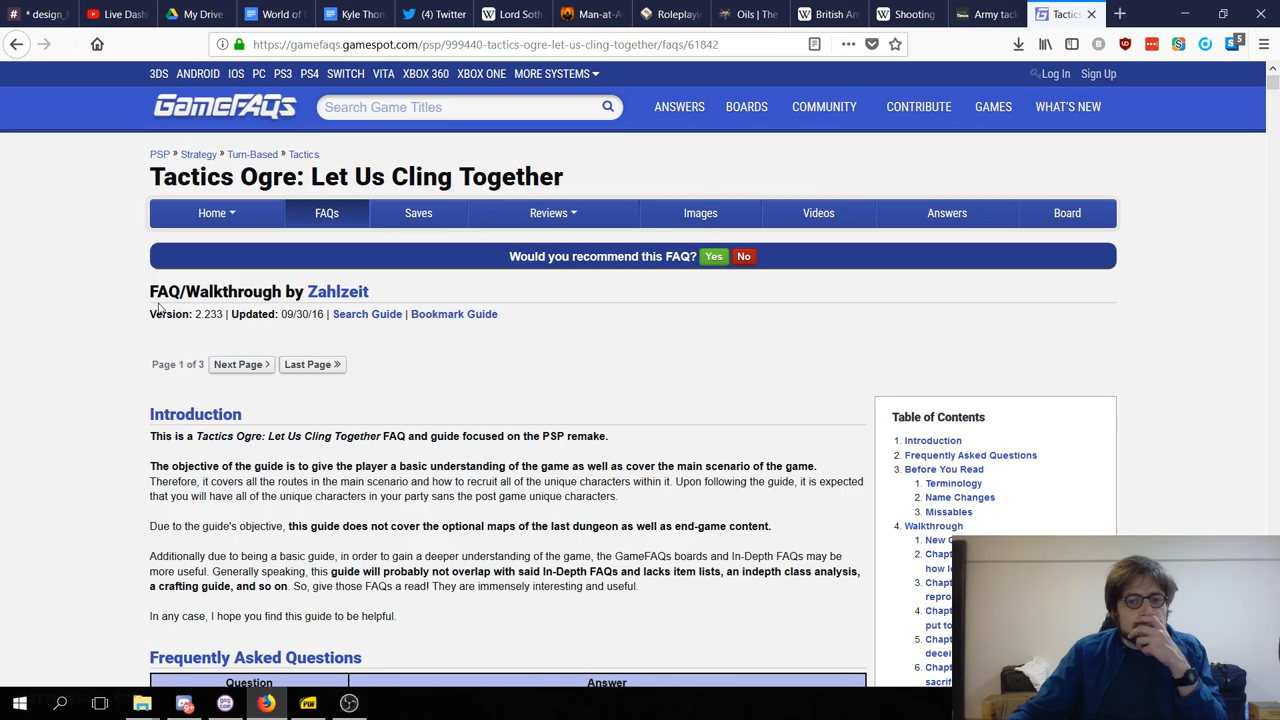 * design_
Live Dash
My Drive
World of
Kyle Thon
(4) Twitter
Lord Soth
Man-at-A
Roleplayi
Oils | The
British Ar
Shooting
Army tack
Tactics
https://gamefaqs.gamespot.com/psp/999440-tactics-ogre-let-us-cling-together/faqs/61842
5
3DS ANDROID IOS PC PS3 PS4 SWITCH VITA XBOX 360 XBOX ONE MORE SYSTEMS
Log In Sign Up
GameFAQs
Search Game Titles
ANSWERS BOARDS COMMUNITY CONTRIBUTE GAMES WHAT'S NEW
PSP » Strategy » Turn-Based » Tactics
Tactics Ogre: Let Us Cling Together
Home FAQs Saves Reviews Images Videos Answers Board
Would you recommend this FAQ? Yes No
FAQ/Walkthrough by Zahlzeit
Version: 2.233 | Updated: 09/30/16 | Search Guide | Bookmark Guide
Page 1 of 3 Next Page > Last Page »
Introduction
This is a Tactics Ogre: Let Us Cling Together FAQ and guide focused on the PSP remake.
The objective of the guide is to give the player a basic understanding of the game as well as cover the main scenario of the game.
Therefore, it covers all the routes in the main scenario and how to recruit all of the unique characters within it. Upon following the guide, it is expected
that you will have all of the unique characters in your party sans the post game unique characters.
Due to the guide's objective, this guide does not cover the optional maps of the last dungeon as well as end-game content.
Additionally due to being a basic guide, in order to gain a deeper understanding of the game, the GameFAQs boards and In-Depth FAQs may be
more useful. Generally speaking, this guide will probably not overlap with said In-Depth FAQs and lacks item lists, an indepth class analysis,
a crafting guide, and so on. So, give those FAQs a read! They are immensely interesting and useful.
In any case, I hope you find this guide to be helpful.
Frequently Asked Questions
Question Answer
Table of Contents
1. Introduction
2. Frequently Asked Questions
3. Before You Read
1. Terminology
2. Name Changes
3. Missables
4. Walkthrough
1. New C
2. Chapt
how lo
3. Chapt
repro
4. Chapt
put to
5. Chapt
decei
6. Chapt
sacrif
PDF